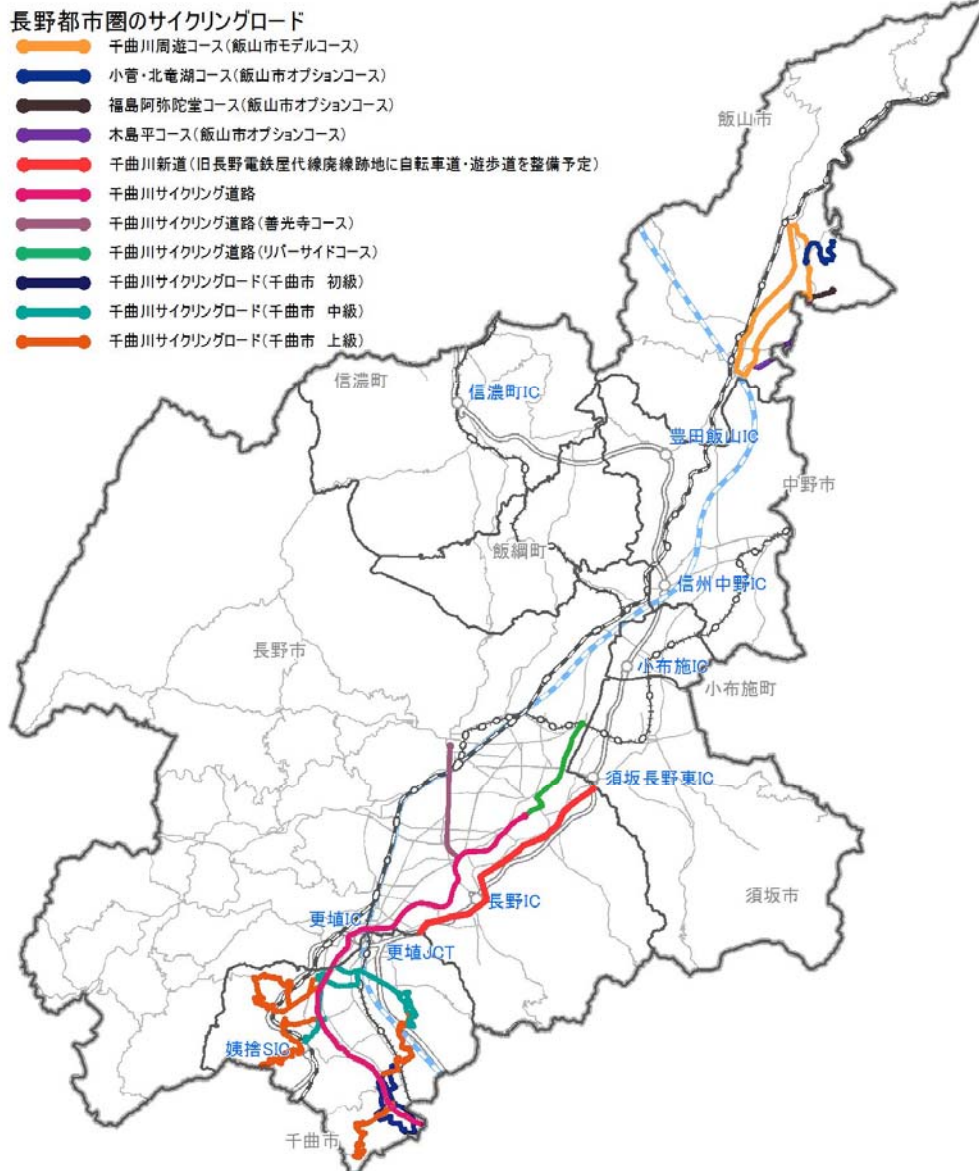 長野都市圏のサイクリングロード
千曲川周遊コース(飯山市モデルコース)
小菅・北竜湖コース(飯山市オプションコース)
福島阿弥陀堂コース(飯山市オプションコース)
木島平コース(飯山市オプションコース)
千曲川新道(旧長野電鉄屋代線廃線跡地に自転車道・遊歩道を整備予定)
千曲川サイクリング道路
千曲川サイクリング道路(善光寺コース)
千曲川サイクリング道路(リバーサイドコース)
千曲川サイクリングロード(千曲市 初級)
千曲川サイクリングロード(千曲市 中級)
千曲川サイクリングロード(千曲市 上級)
飯山市
信濃町
信濃町IC
豊田飯山IC
中野市
飯綱町
信州中野IC
長野市
小布施IC
小布施町
須坂長野東IC
須坂市
長野IC
更埴IC
更埴JCT
姨捨SIC
千曲市